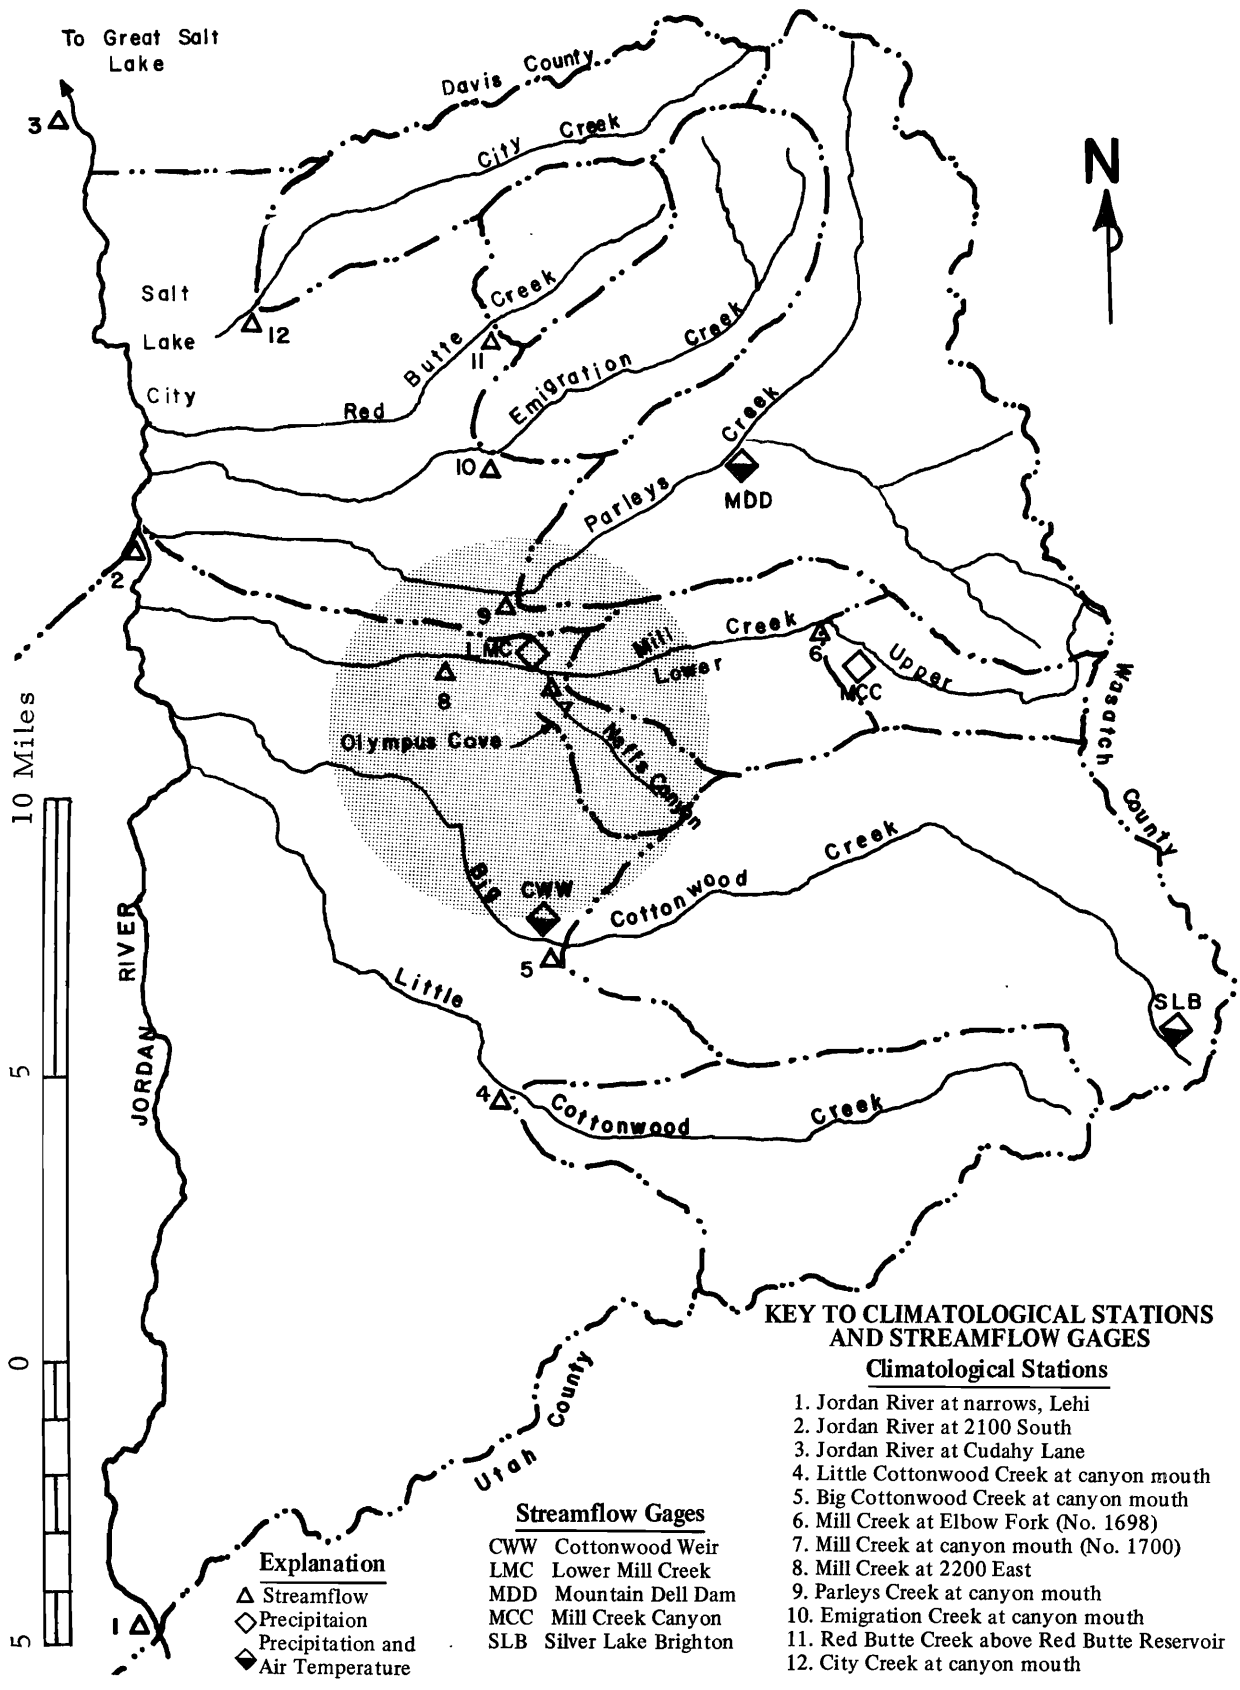 To Great Salt
Lake
Davis County
3
City Creek
N
Salt
Lake
City
12
Red Butte Creek
11
Emigration Creek
10
Parleys Creek
MDD
2
9
LMC
Mill Creek
Lower
6
Upper
MCC
8
7
Olympus Cove
Neffs Canyon
Wasatch County
10 Miles
5
0
5
Big Cottonwood Creek
CWW
5
SLB
JORDAN RIVER
Little Cottonwood Creek
4
Utah County
1
KEY TO CLIMATOLOGICAL STATIONS
AND STREAMFLOW GAGES
Climatological Stations
1. Jordan River at narrows, Lehi
2. Jordan River at 2100 South
3. Jordan River at Cudahy Lane
4. Little Cottonwood Creek at canyon mouth
5. Big Cottonwood Creek at canyon mouth
6. Mill Creek at Elbow Fork (No. 1698)
7. Mill Creek at canyon mouth (No. 1700)
8. Mill Creek at 2200 East
9. Parleys Creek at canyon mouth
10. Emigration Creek at canyon mouth
11. Red Butte Creek above Red Butte Reservoir
12. City Creek at canyon mouth
Streamflow Gages
CWW Cottonwood Weir
LMC Lower Mill Creek
MDD Mountain Dell Dam
MCC Mill Creek Canyon
SLB Silver Lake Brighton
Explanation
Streamflow
Precipitaion
Precipitation and
Air Temperature